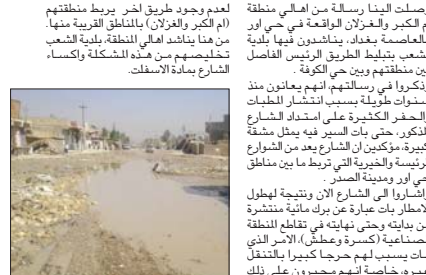 وصلت الينا رسالة من اهالي منطقة
ام الكبر والغزلان الواقعة في حي اور
بالعاصمة بغداد، يناشدون فيها بلدية
الشعب بتبليط الطريق الرئيس الفاصل
بين منطقتهم وبين حي الكوفة .
وذكروا في رسالتهم، انهم يعانون منذ
سنوات طويلة بسبب انتشار المطبات
والحفر الكثيرة على امتداد الشارع
المذكور، حتى بات السير فيه يمثل مشقة
كبيرة، مؤكدين ان الشارع يعد من الشوارع
الرئيسة والخيرية التي تربط ما بين مناطق
حي اور ومدينة الصدر .
واشاروا الى الشارع الان ونتيجة لهطول
الامطار بات عبارة عن برك مائية منتشرة
من بدايته وحتى نهايته في تقاطع المنطقة
الصناعية (كسرة وعطش)، الامر الذي
بات يسبب لهم حرجا كبيرا بالتنقل
عبره، خاصة انهم مجبرون على ذلك
لعدم وجود طريق اخر يربط منطقتهم
(ام الكبر والغزلان) بالمناطق القريبة منها.
من هنا يناشد اهالي المنطقة، بلدية الشعب
تخليصهم من هذه المشكلة واكساء
الشارع بمادة الاسفلت.